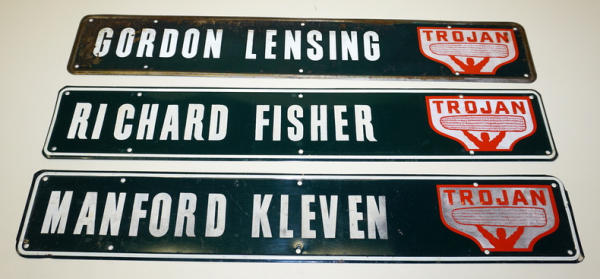 GORDON LENSING TROJAN
RICHARD FISHER TROJAN
MANFORD KLEVEN TROJAN